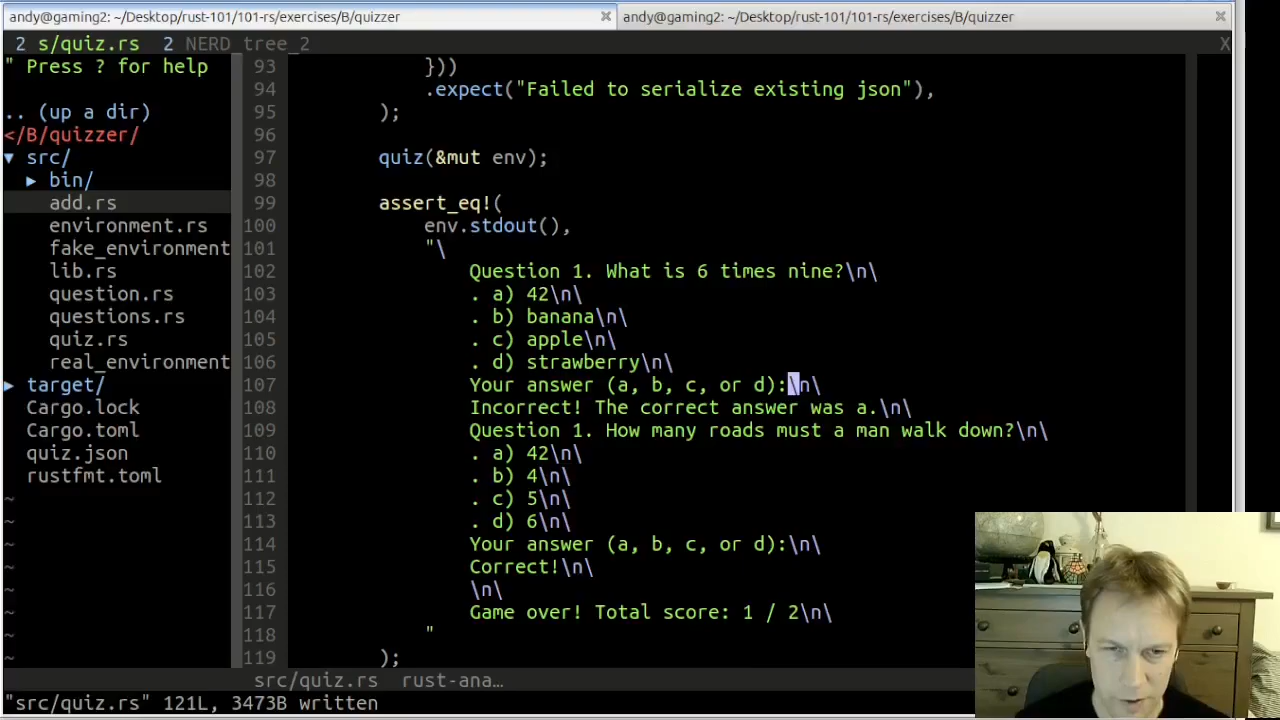 andy@gaming2: ~/Desktop/rust-101/101-rs/exercises/B/quizzer × andy@gaming2: ~/Desktop/rust-101/101-rs/exercises/B/quizzer ×
2 s/quiz.rs 2 NERD tree_2 X
" Press ? for help
.. (up a dir)
</B/quizzer/
▼ src/
▶ bin/
add.rs
environment.rs
fake_environment
lib.rs
question.rs
questions.rs
quiz.rs
real_environment
▶ target/
Cargo.lock
Cargo.toml
quiz.json
rustfmt.toml
~
~
~
~
~
~
~
~
93 }))
94 .expect("Failed to serialize existing json"),
95 );
96
97 quiz(&mut env);
98
99 assert_eq!(
100 env.stdout(),
101 "\
102 Question 1. What is 6 times nine?\n\
103 . a) 42\n\
104 . b) banana\n\
105 . c) apple\n\
106 . d) strawberry\n\
107 Your answer (a, b, c, or d):\n\
108 Incorrect! The correct answer was a.\n\
109 Question 1. How many roads must a man walk down?\n\
110 . a) 42\n\
111 . b) 4\n\
112 . c) 5\n\
113 . d) 6\n\
114 Your answer (a, b, c, or d):\n\
115 Correct!\n\
116 \n\
117 Game over! Total score: 1 / 2\n\
118 "
119 );
src/quiz.rs rust-ana…
"src/quiz.rs" 121L, 3473B written